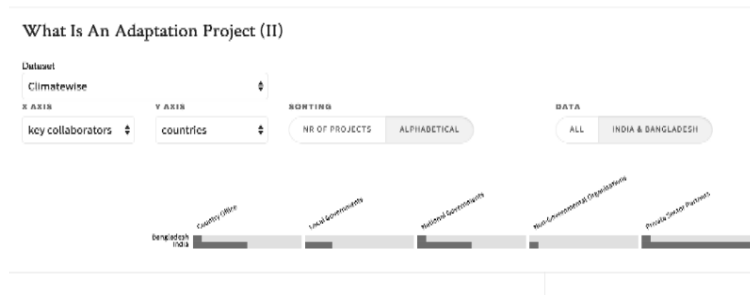 What Is An Adaptation Project (II)
Dataset
Climatewise
X AXIS
Y AXIS
SORTING
DATA
key collaborators
countries
NR OF PROJECTS
ALPHABETICAL
ALL
INDIA & BANGLADESH
Country Office
Local Governments
National Governments
Non-Governmental Organisations
Private Sector Partners
Bangladesh
India